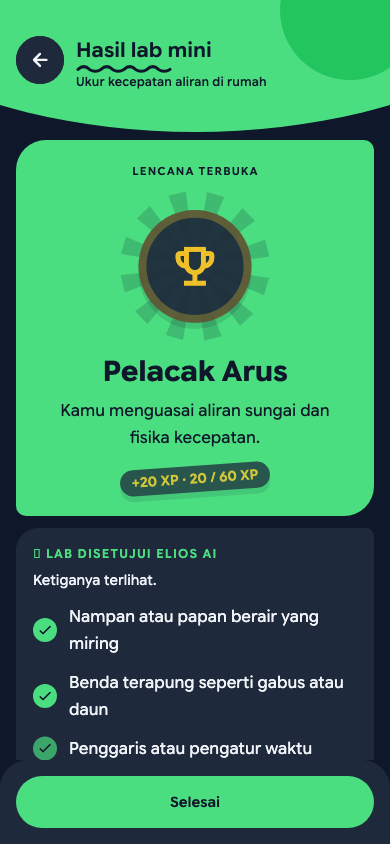 Hasil lab mini
Ukur kecepatan aliran di rumah
LENCANA TERBUKA
Pelacak Arus
Kamu menguasai aliran sungai dan
fisika kecepatan.
+20 XP · 20 / 60 XP
LAB DISETUJUI ELIOS AI
Ketiganya terlihat.
Nampan atau papan berair yang
miring
Benda terapung seperti gabus atau
daun
Penggaris atau pengatur waktu
Selesai